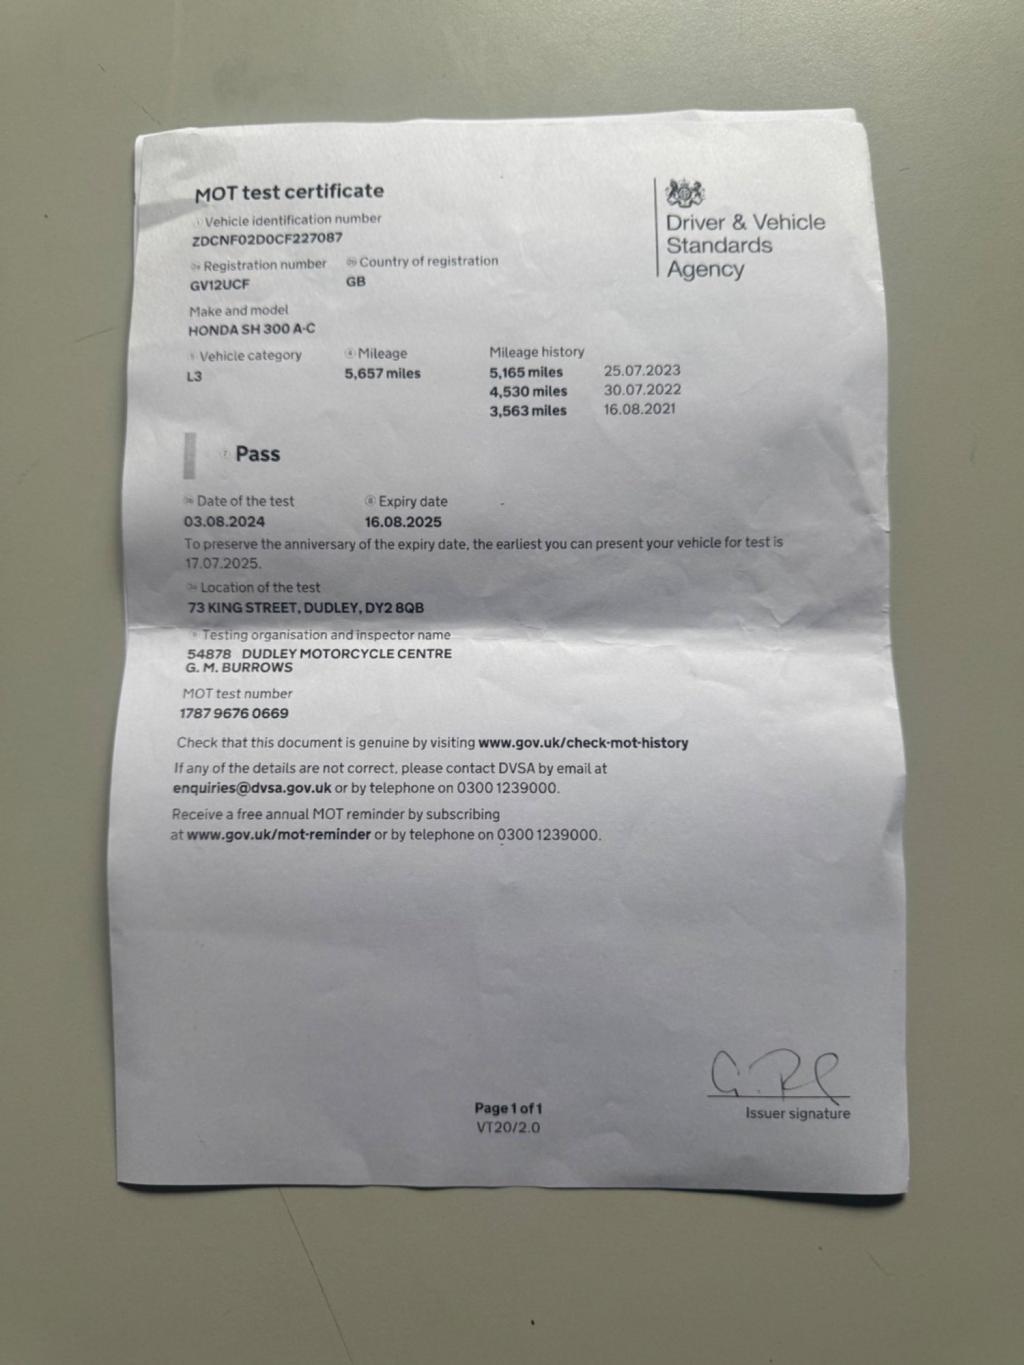 MOT test certificate
Vehicle identification number
ZDCNF02D0CF227087
Registration number
Country of registration
GV12UCF
GB
Make and model
HONDA SH 300 A-C
Vehicle category
Mileage
Mileage history
L3
5,657 miles
5,165 miles 25.07.2023
4,530 miles 30.07.2022
3,563 miles 16.08.2021
Driver & Vehicle
Standards
Agency
Pass
Date of the test
Expiry date
03.08.2024
16.08.2025
To preserve the anniversary of the expiry date, the earliest you can present your vehicle for test is
17.07.2025.
Location of the test
73 KING STREET, DUDLEY, DY2 8QB
Testing organisation and inspector name
54878 DUDLEY MOTORCYCLE CENTRE
G. M. BURROWS
MOT test number
1787 9676 0669
Check that this document is genuine by visiting www.gov.uk/check-mot-history
If any of the details are not correct, please contact DVSA by email at
enquiries@dvsa.gov.uk or by telephone on 0300 1239000.
Receive a free annual MOT reminder by subscribing
at www.gov.uk/mot-reminder or by telephone on 0300 1239000.
Issuer signature
Page 1 of 1
VT20/2.0